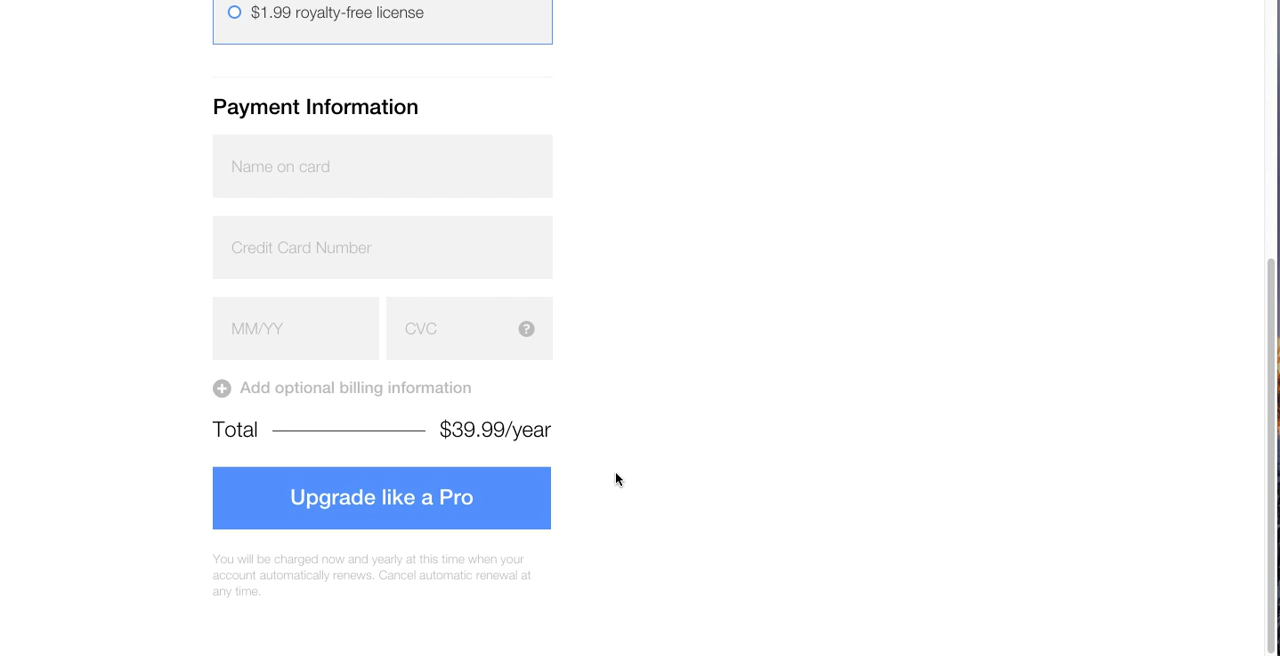 $1.99 royalty-free license
Payment Information
Name on card
Credit Card Number
MM/YY
CVC
?
Add optional billing information
Total $39.99/year
Upgrade like a Pro
You will be charged now and yearly at this time when your
account automatically renews. Cancel automatic renewal at
any time.